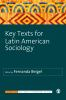 Key Texts for Latin American
Sociology
Edited by Fernanda Beigel